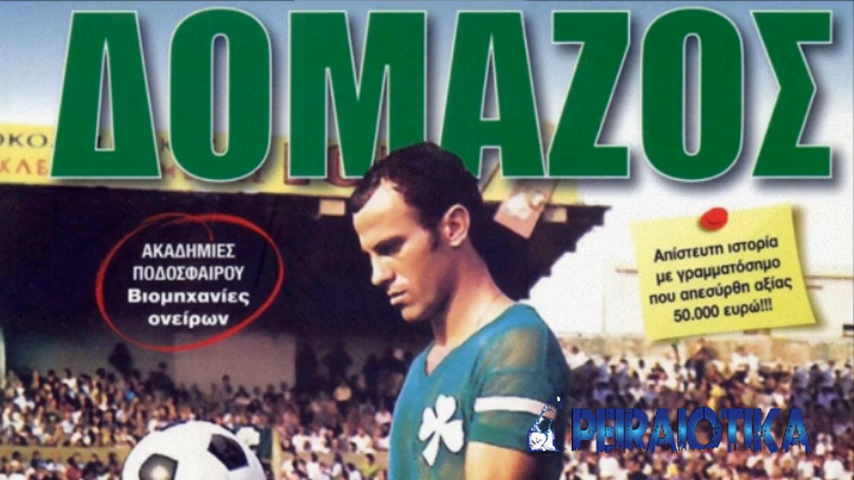 ΔΟΜΑΖΟΣ
ΑΚΑΔΗΜΙΕΣ
ΠΟΔΟΣΦΑΙΡΟΥ
Βιομηχανίες
ονείρων
Απίστευτη ιστορία
με γραμματόσημο
που απεσύρθη αξίας
50.000 ευρώ!!!
PEIRAIOTIKA